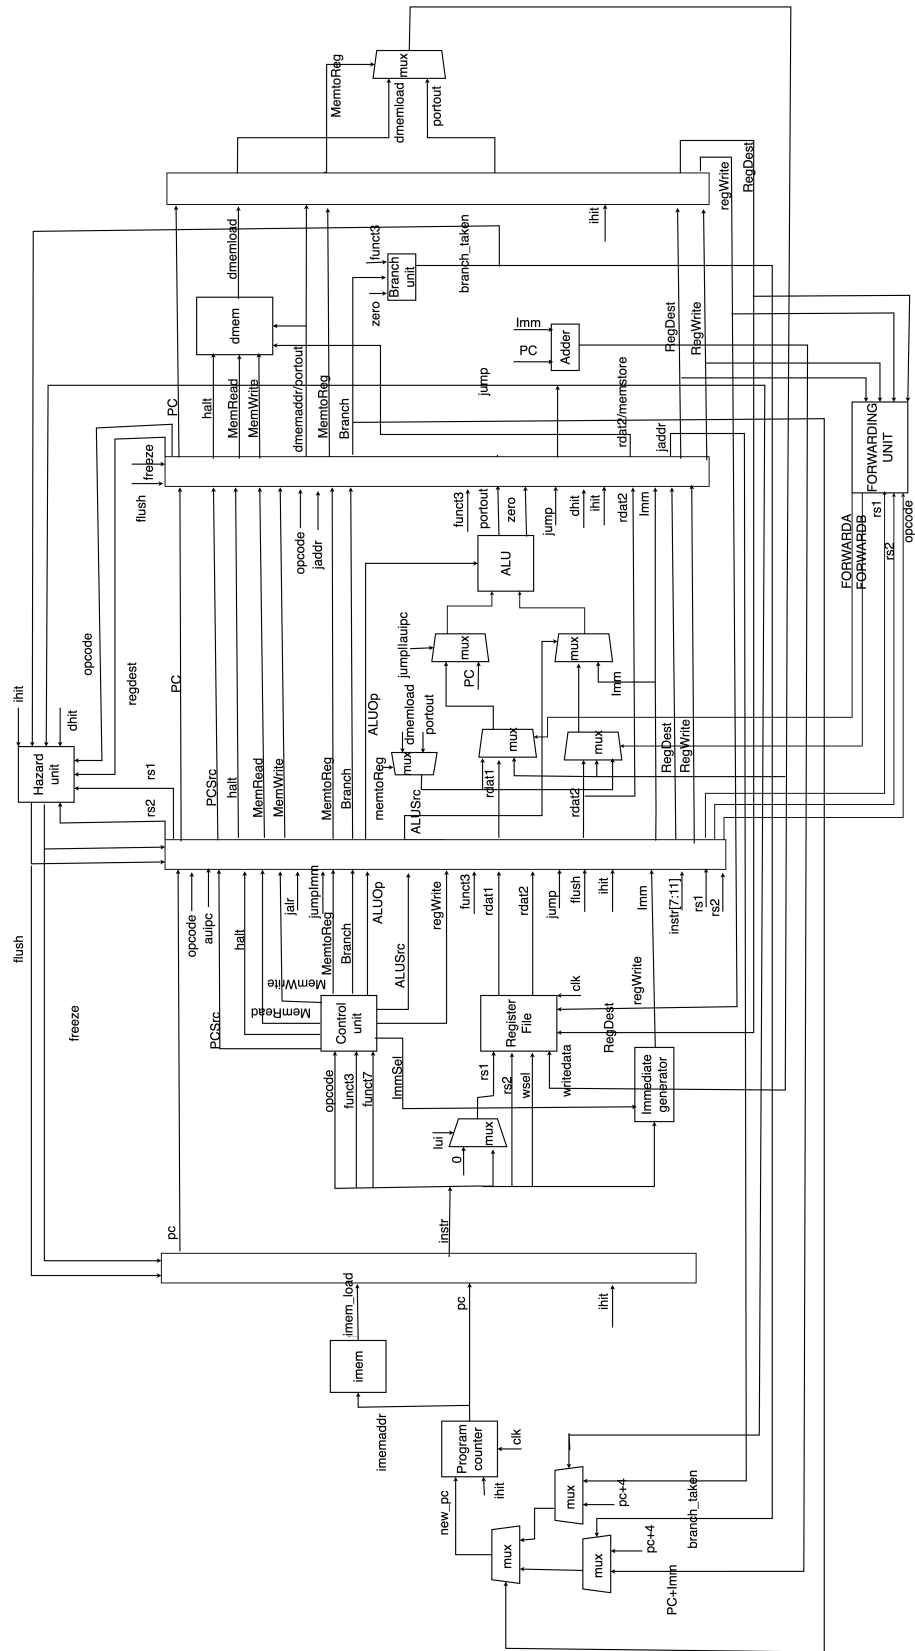 MemtoReg
mux
dmemload
portout
RegDest
regWrite
dmemload
ihit
funct3
branch_taken
Branch
unit
zero
dmem
Imm
PC
Adder
RegDest
RegWrite
PC
halt
MemRead
MemWrite
dmemaddr/portout
MemtoReg
Branch
jump
rdat2/memstore
jaddr
FORWARDING
UNIT
flush
freeze
opcode
jaddr
funct3
portout
zero
jump
dhit
ihit
rdat2
Imm
FORWARDA
FORWARDB
rs1
rs2
opcode
ALU
ihit
dhit
opcode
regdest
jump||auipc
mux
PC
mux
Imm
Hazard
unit
rs1
rs2
PC
PCSrc
halt
MemRead
MemWrite
MemtoReg
Branch
ALUOp
memtoReg
mux
dmemload
portout
ALUSrc
mux
rdat1
mux
rdat2
RegDest
RegWrite
flush
freeze
opcode
auipc
PCSrc
halt
MemRead
MemWrite
jalr
jumpImm
MemtoReg
Branch
ALUOp
ALUSrc
regWrite
funct3
rdat1
rdat2
jump
flush
ihit
Imm
instr[7:11]
rs1
rs2
Control
unit
Register
File
clk
regWrite
RegDest
writedata
opcode
funct3
funct7
ImmSel
rs1
rs2
wsel
Immediate
generator
lui
mux
0
pc
instr
imem_load
pc
ihit
imem
imemaddr
Program
counter
clk
ihit
new_pc
mux
mux
pc+4
branch_taken
mux
pc+4
PC+Imm